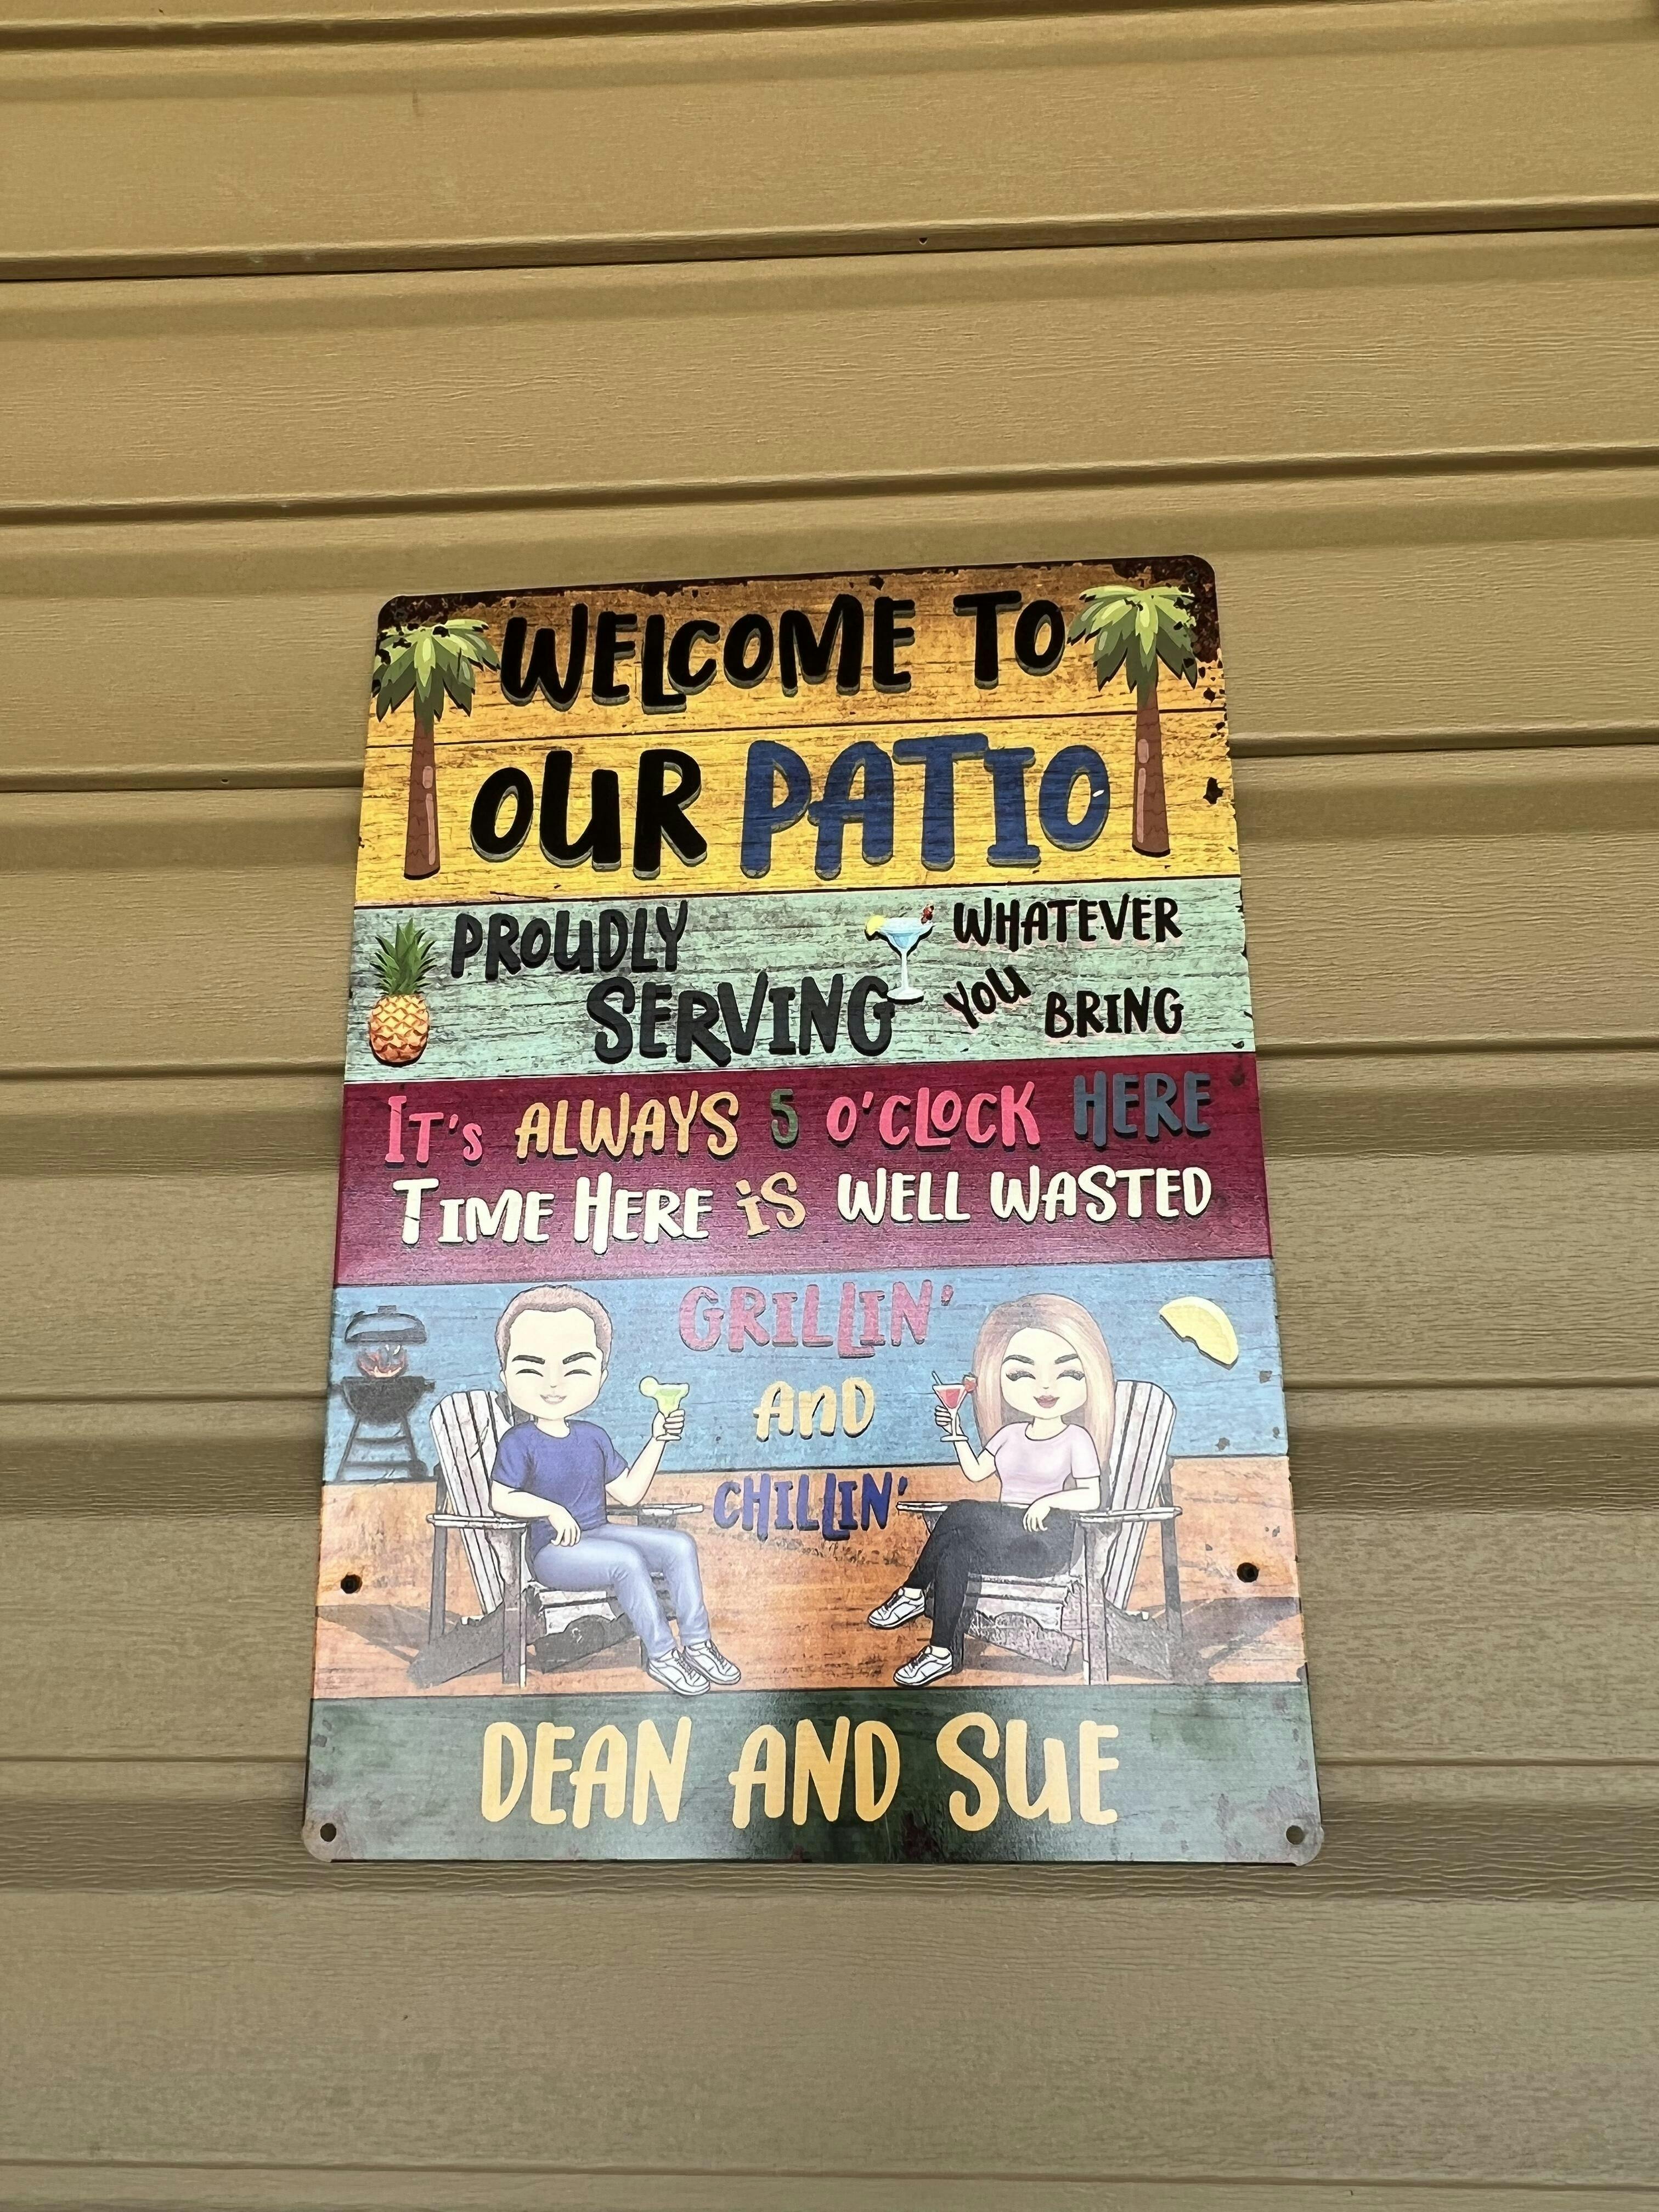 WELCOME TO
OUR PATIO
PROUDLY
SERVING
WHATEVER
YOU BRING
IT'S ALWAYS 5 O'CLOCK HERE
TIME HERE iS WELL WASTED
GRILLIN'
AND
CHILLIN'
DEAN AND SUE